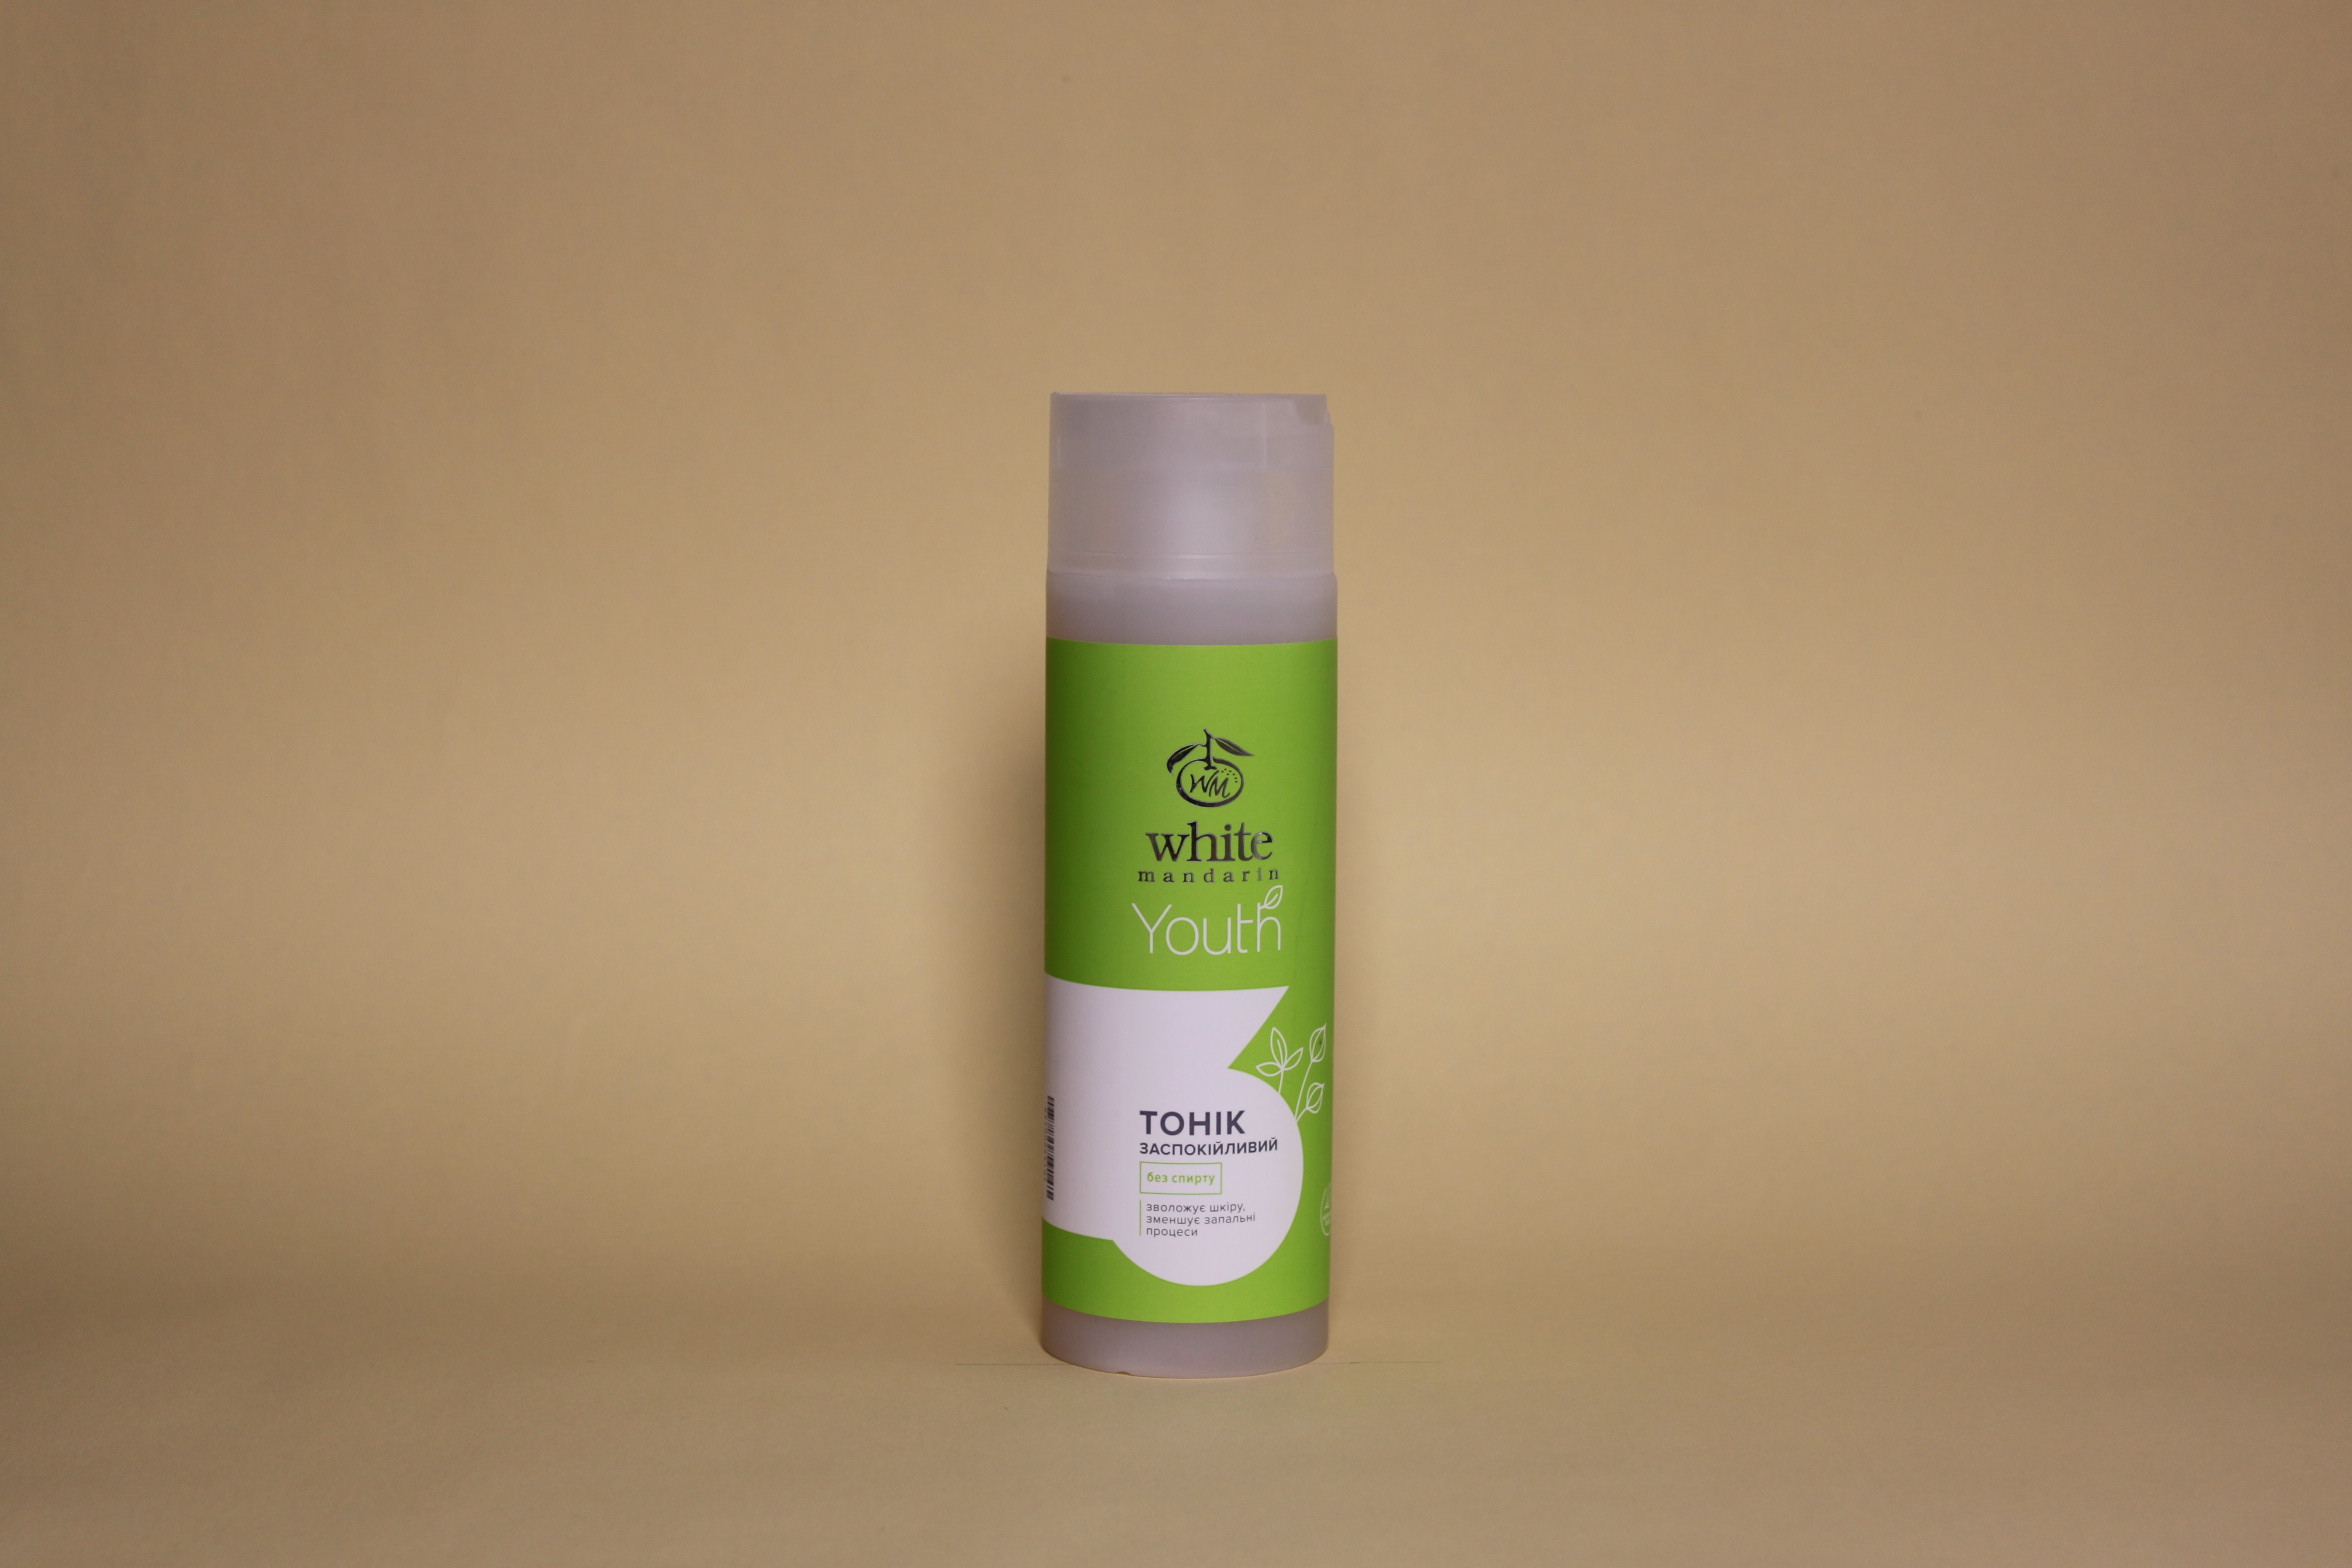 WM
white
mandarin
Youth
ТОНІК
ЗАСПОКІЙЛИВИЙ
без спирту
зволожує шкіру,
зменшує запальні
процеси